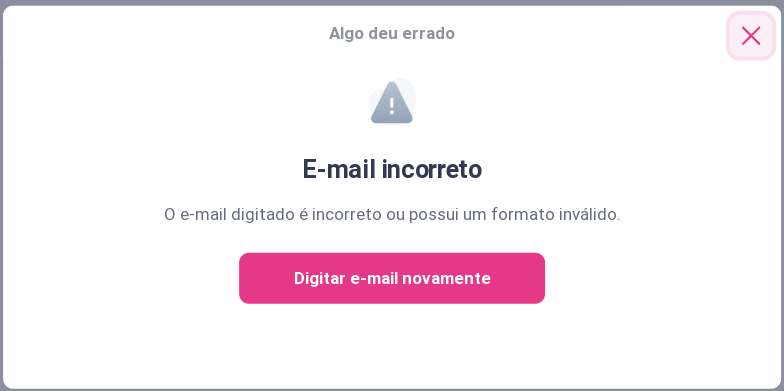 Algo deu errado
E-mail incorreto
O e-mail digitado é incorreto ou possui um formato inválido.
Digitar e-mail novamente